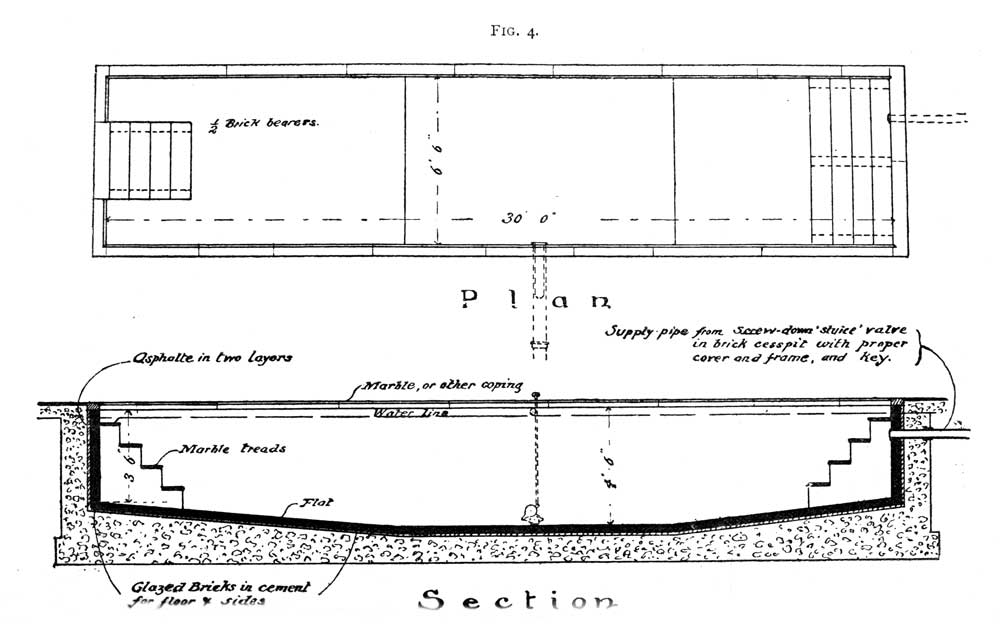 FIG. 4.
½ Brick bearers.
6' 6"
30' 0"
Plan
Supply-pipe from Screw-down 'sluice' valve
in brick cesspit with proper
cover and frame, and key.
Asphalte in two layers
Marble, or other coping
Water line
3' 6"
Marble treads
4' 6"
Flat
Glazed Bricks in cement
for floor & sides
Section